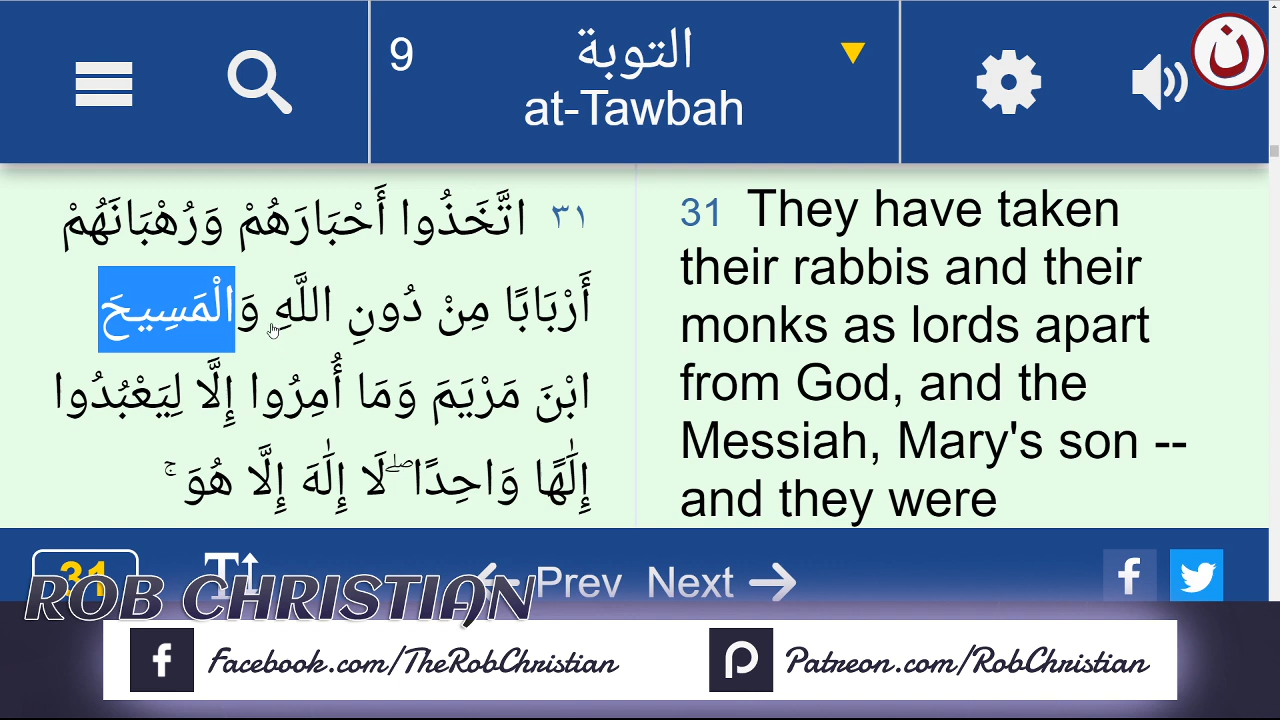 9
التوبة
at-Tawbah
ن
٣١ اتَّخَذُوا أَحْبَارَهُمْ وَرُهْبَانَهُمْ
أَرْبَابًا مِنْ دُونِ اللَّهِ وَالْمَسِيحَ
ابْنَ مَرْيَمَ وَمَا أُمِرُوا إِلَّا لِيَعْبُدُوا
إِلَٰهًا وَاحِدًا ۖ لَا إِلَٰهَ إِلَّا هُوَ ۚ
31 They have taken
their rabbis and their
monks as lords apart
from God, and the
Messiah, Mary's son --
and they were
31
T
Prev Next
ROB CHRISTIAN
Facebook.com/TheRobChristian
Patreon.com/RobChristian